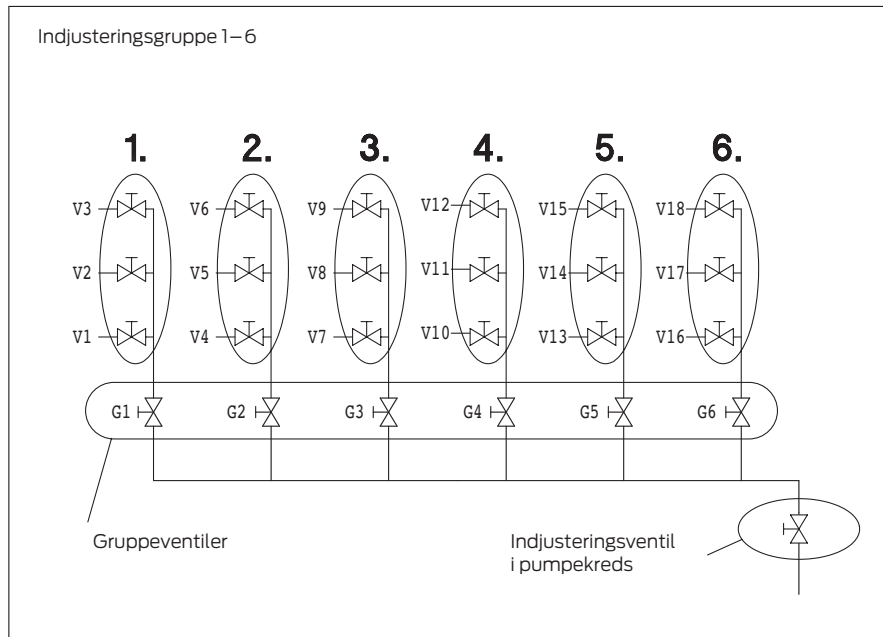 Indjusteringsgruppe 1–6
1. 2. 3. 4. 5. 6.
V3 V6 V9 V12 V15 V18
V2 V5 V8 V11 V14 V17
V1 V4 V7 V10 V13 V16
G1 G2 G3 G4 G5 G6
Gruppeventiler
Indjusteringsventil
i pumpekreds